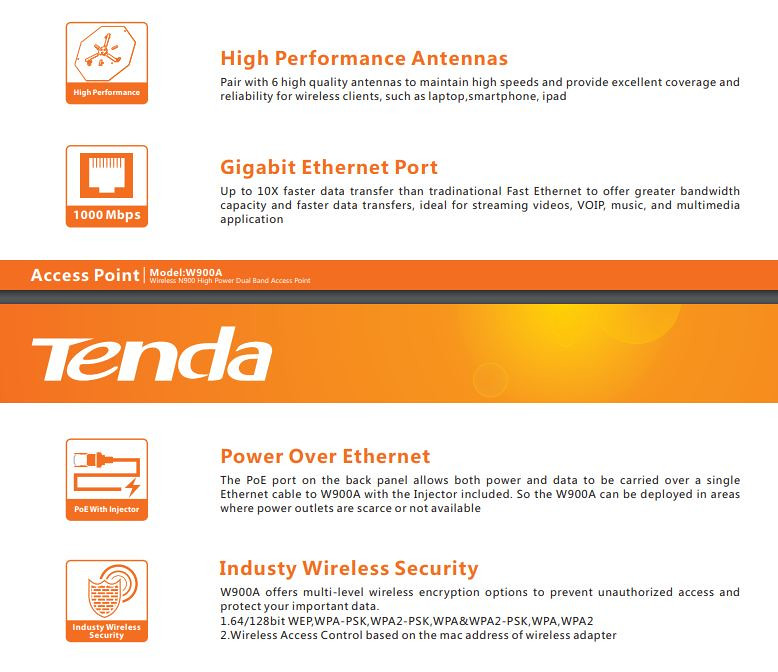 High Performance Antennas
Pair with 6 high quality antennas to maintain high speeds and provide excellent coverage and
reliability for wireless clients, such as laptop,smartphone, ipad
High Performance
Gigabit Ethernet Port
Up to 10X faster data transfer than tradinational Fast Ethernet to offer greater bandwidth
capacity and faster data transfers, ideal for streaming videos, VOIP, music, and multimedia
application
1000 Mbps
Access Point
Model:W900A
Wireless N900 High Power Dual Band Access Point
Tenda
Power Over Ethernet
The PoE port on the back panel allows both power and data to be carried over a single
Ethernet cable to W900A with the Injector included. So the W900A can be deployed in areas
where power outlets are scarce or not available
PoE With Injector
Industy Wireless Security
W900A offers multi-level wireless encryption options to prevent unauthorized access and
protect your important data.
1.64/128bit WEP,WPA-PSK,WPA2-PSK,WPA&WPA2-PSK,WPA,WPA2
2.Wireless Access Control based on the mac address of wireless adapter
Industy Wireless
Security